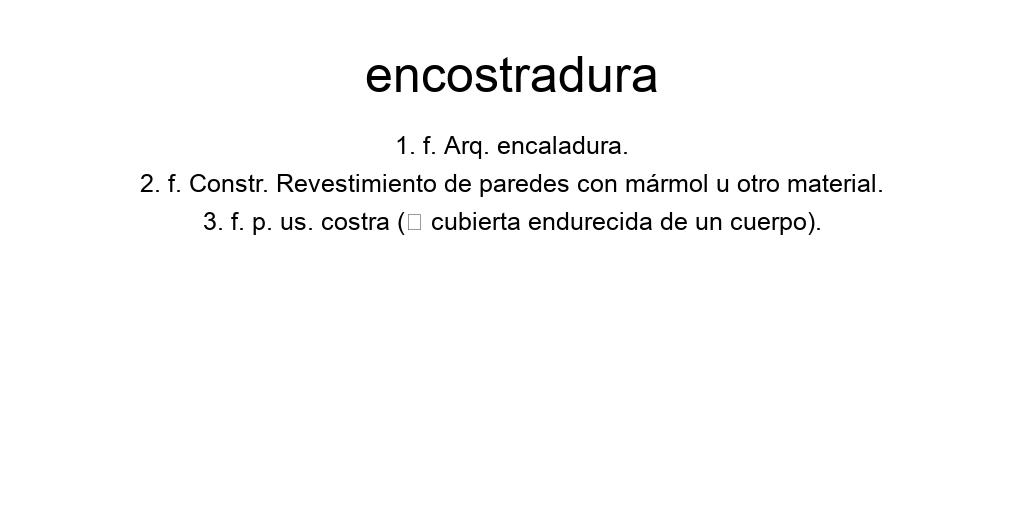 encostradura
1. f. Arq. encaladura.
2. f. Constr. Revestimiento de paredes con mármol u otro material.
3. f. p. us. costra (□ cubierta endurecida de un cuerpo).